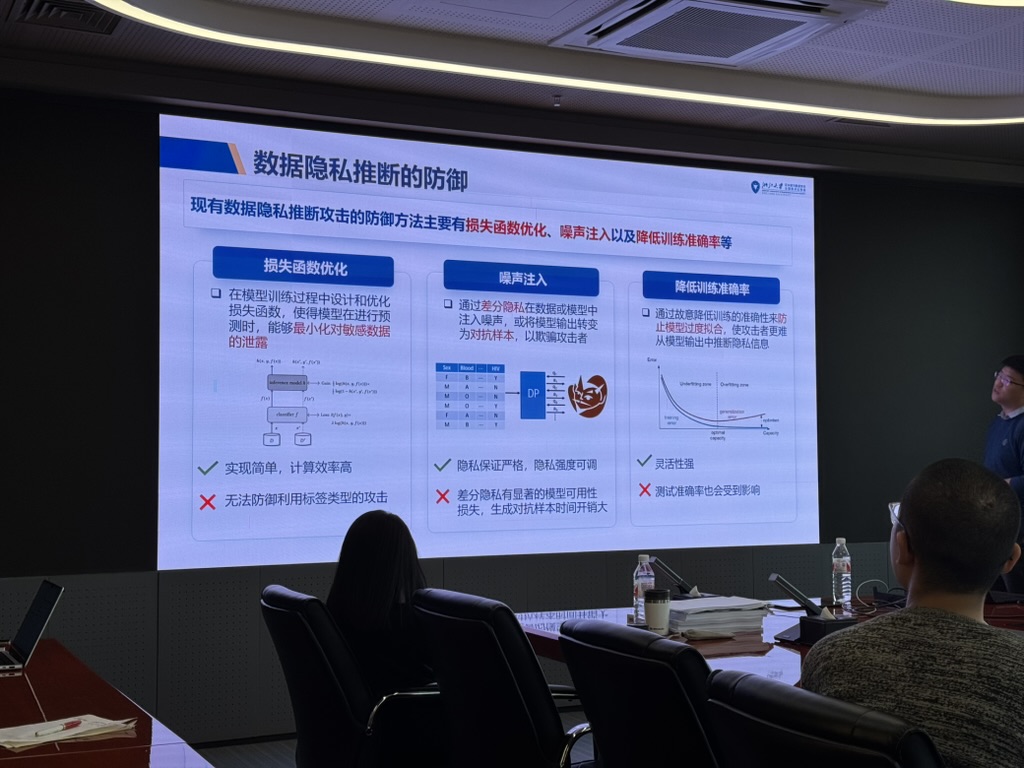 数据隐私推断的防御
浙江大学
现有数据隐私推断攻击的防御方法主要有损失函数优化、噪声注入以及降低训练准确率等
损失函数优化
在模型训练过程中设计和优化
损失函数，使得模型在进行预
测时，能够最小化对敏感数据
的泄露
inference model h
classifier f
实现简单，计算效率高
无法防御利用标签类型的攻击
噪声注入
通过差分隐私在数据或模型中
注入噪声，或将模型输出转变
为对抗样本，以欺骗攻击者
Sex Blood ... HIV
F B ... Y
M A ... N
M O ... N
M O ... Y
F A ... N
M B ... Y
DP
隐私保证严格，隐私强度可调
差分隐私有显著的模型可用性
损失，生成对抗样本时间开销大
降低训练准确率
通过故意降低训练的准确性来防
止模型过度拟合，使攻击者更难
从模型输出中推断隐私信息
Error
Underfitting zone
Overfitting zone
generalization
error
training
error
optimal
capacity
Capacity
灵活性强
测试准确率也会受到影响